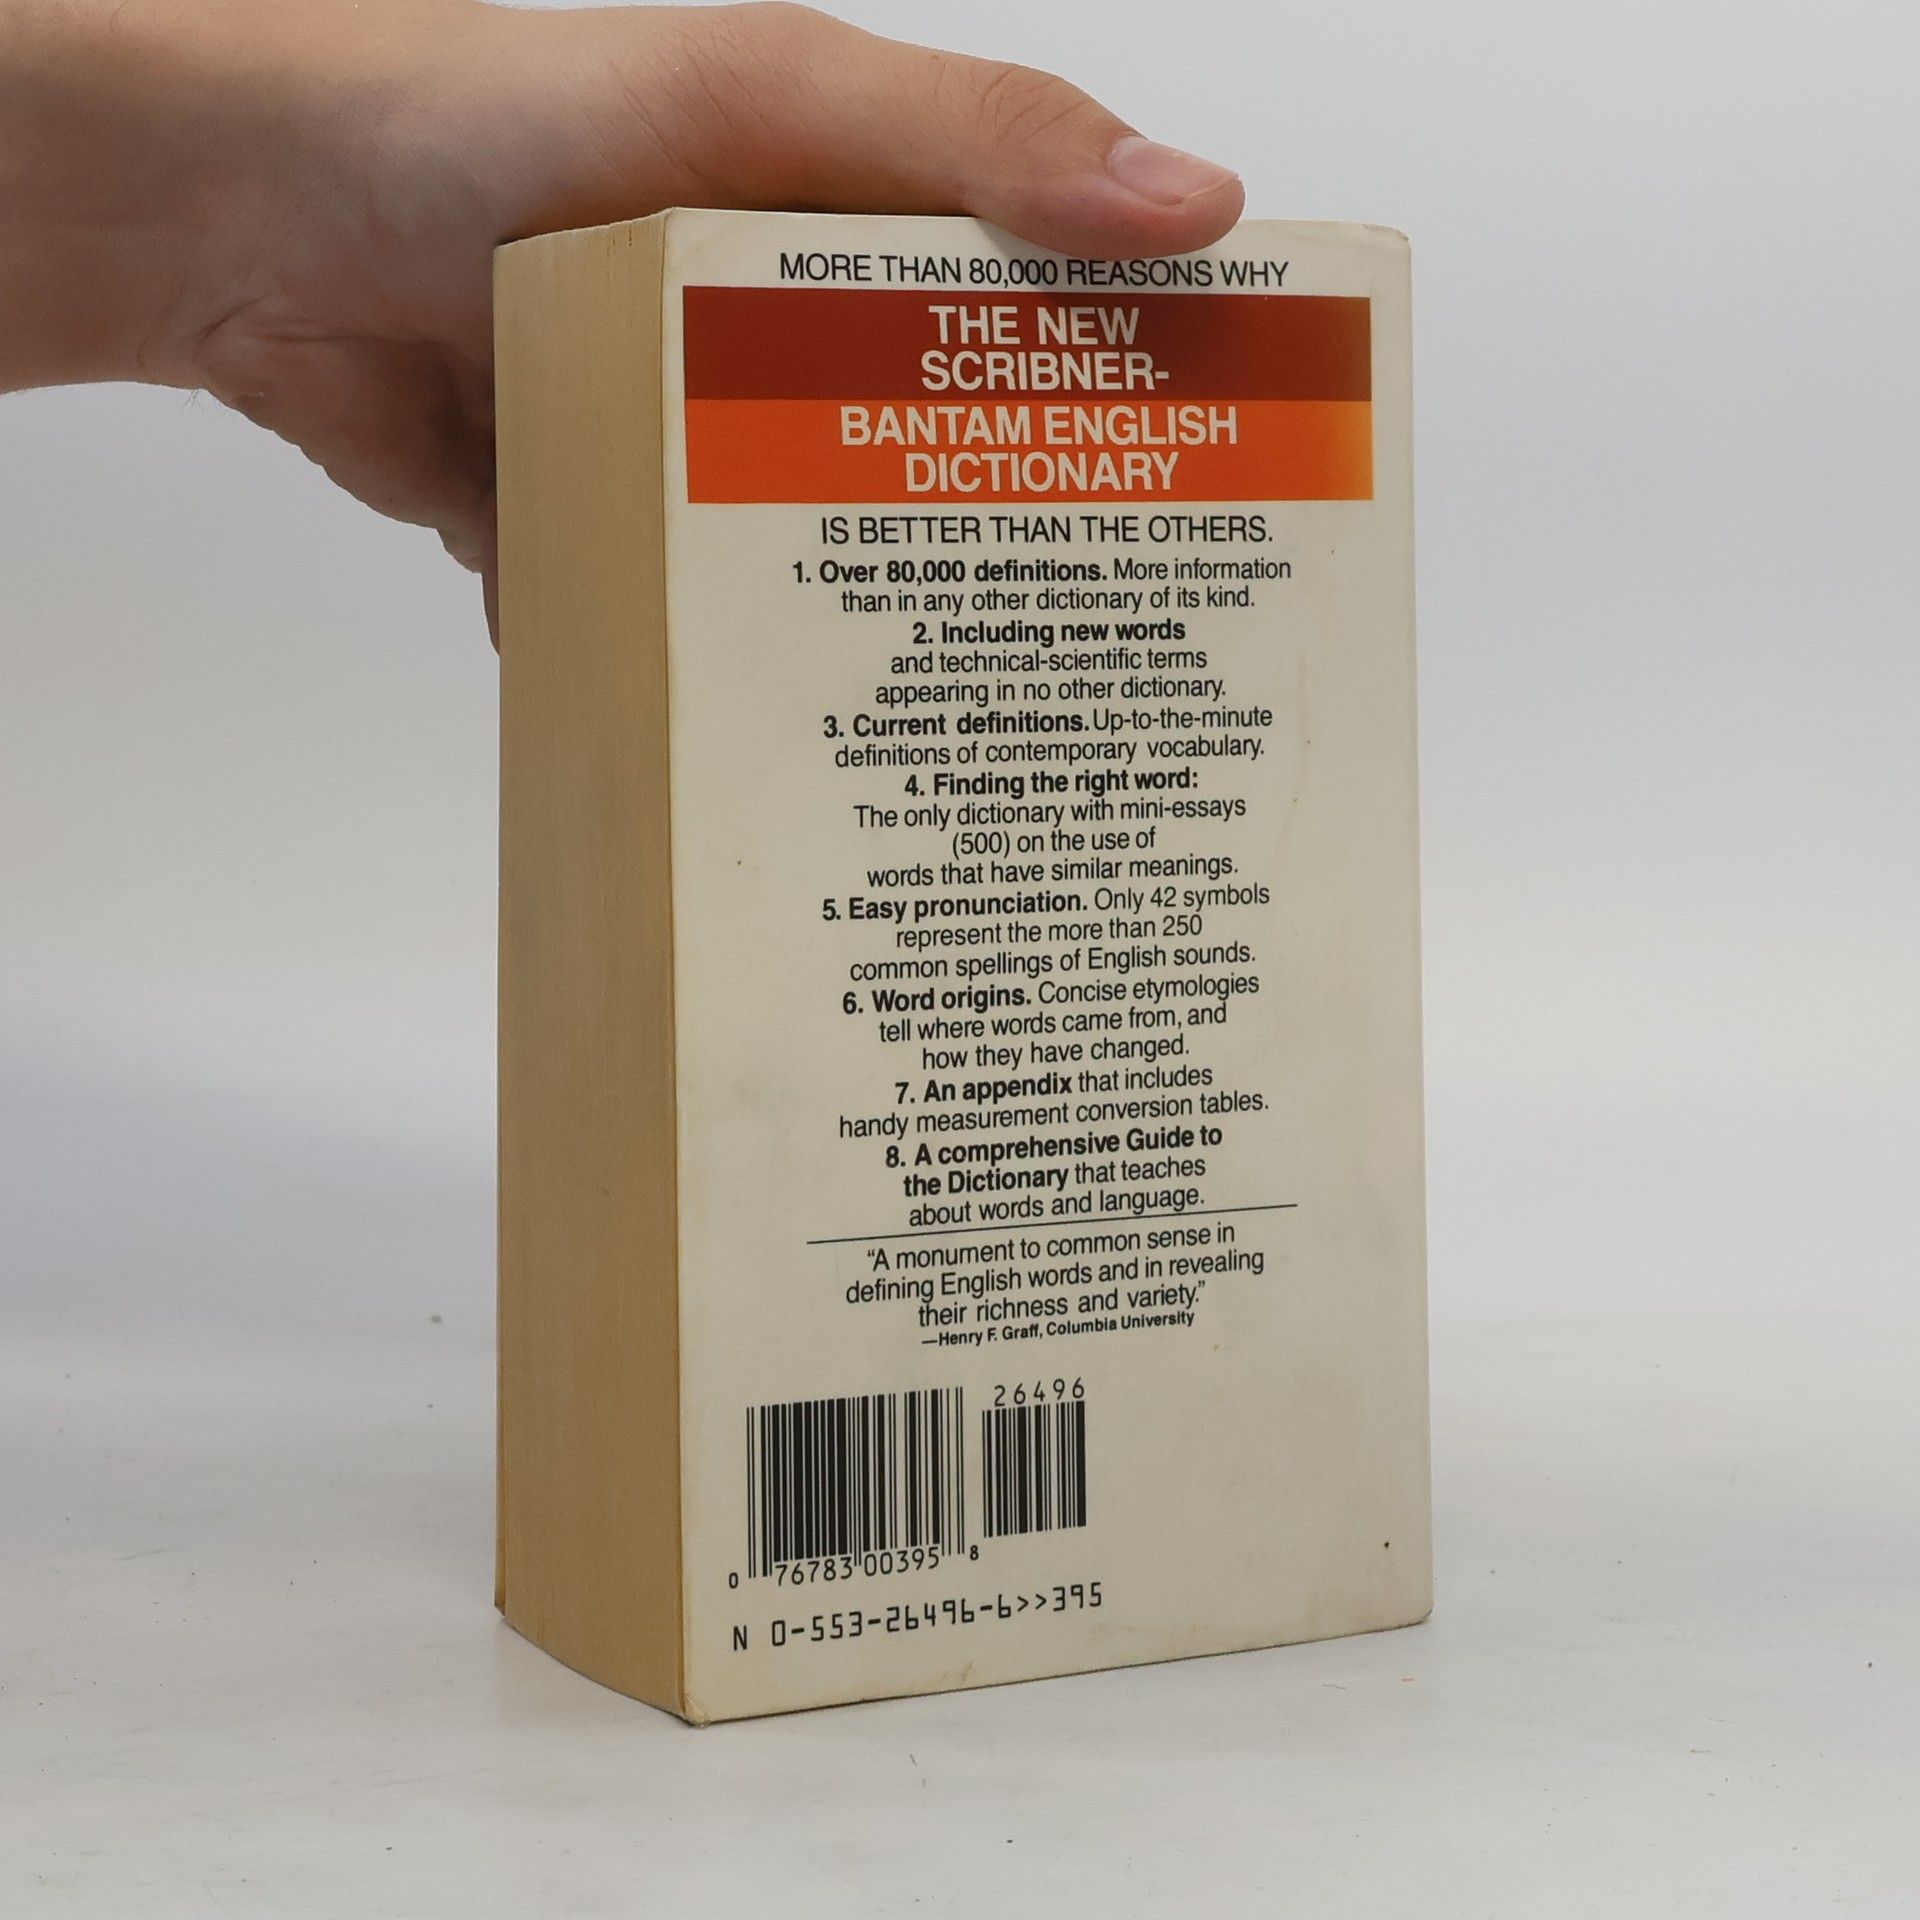 MORE THAN 80,000 REASONS WHY
THE NEW
SCRIBNER-
BANTAM ENGLISH
DICTIONARY
IS BETTER THAN THE OTHERS.
1. Over 80,000 definitions. More information
than in any other dictionary of its kind.
2. Including new words
and technical-scientific terms
appearing in no other dictionary.
3. Current definitions. Up-to-the-minute
definitions of contemporary vocabulary.
4. Finding the right word:
The only dictionary with mini-essays
(500) on the use of
words that have similar meanings.
5. Easy pronunciation. Only 42 symbols
represent the more than 250
common spellings of English sounds.
6. Word origins. Concise etymologies
tell where words came from, and
how they have changed.
7. An appendix that includes
handy measurement conversion tables.
8. A comprehensive Guide to
the Dictionary that teaches
about words and language.
“A monument to common sense in
defining English words and in revealing
their richness and variety.”
—Henry F. Graff, Columbia University
26496
0 76783 00395 8
N 0-553-26496-6>>395